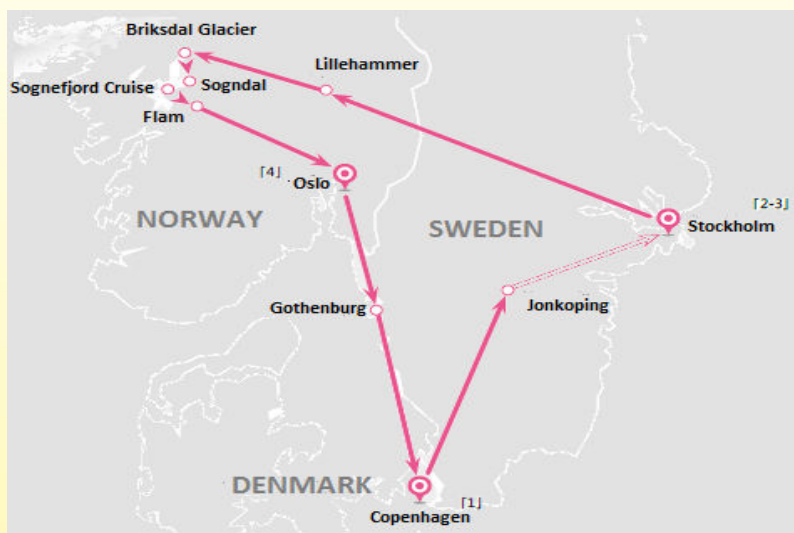 Briksdal Glacier
Lillehammer
Sognefjord Cruise
Sogndal
Flam
「4」
Oslo
NORWAY
SWEDEN
「2-3」
Stockholm
Gothenburg
Jonkoping
DENMARK
「1」
Copenhagen